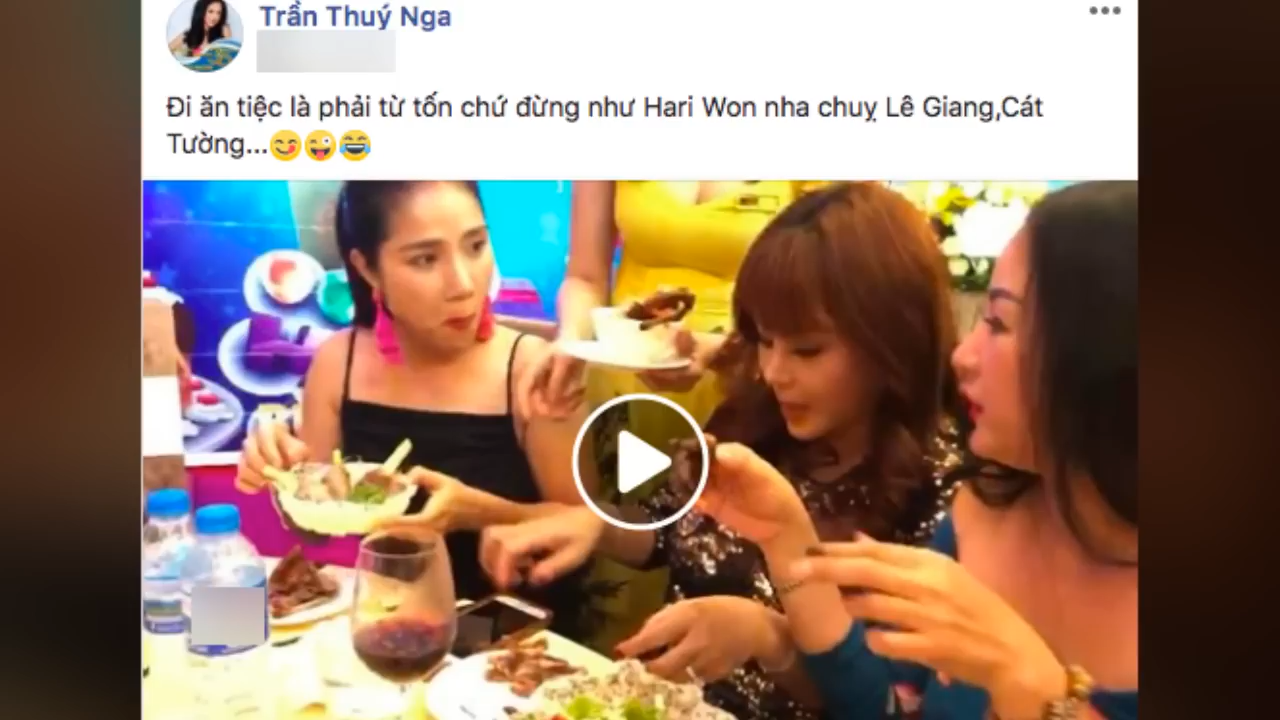 Trần Thuý Nga
Đi ăn tiệc là phải từ tốn chứ đừng như Hari Won nha chuỵ Lê Giang,Cát
Tường...😋😜😂